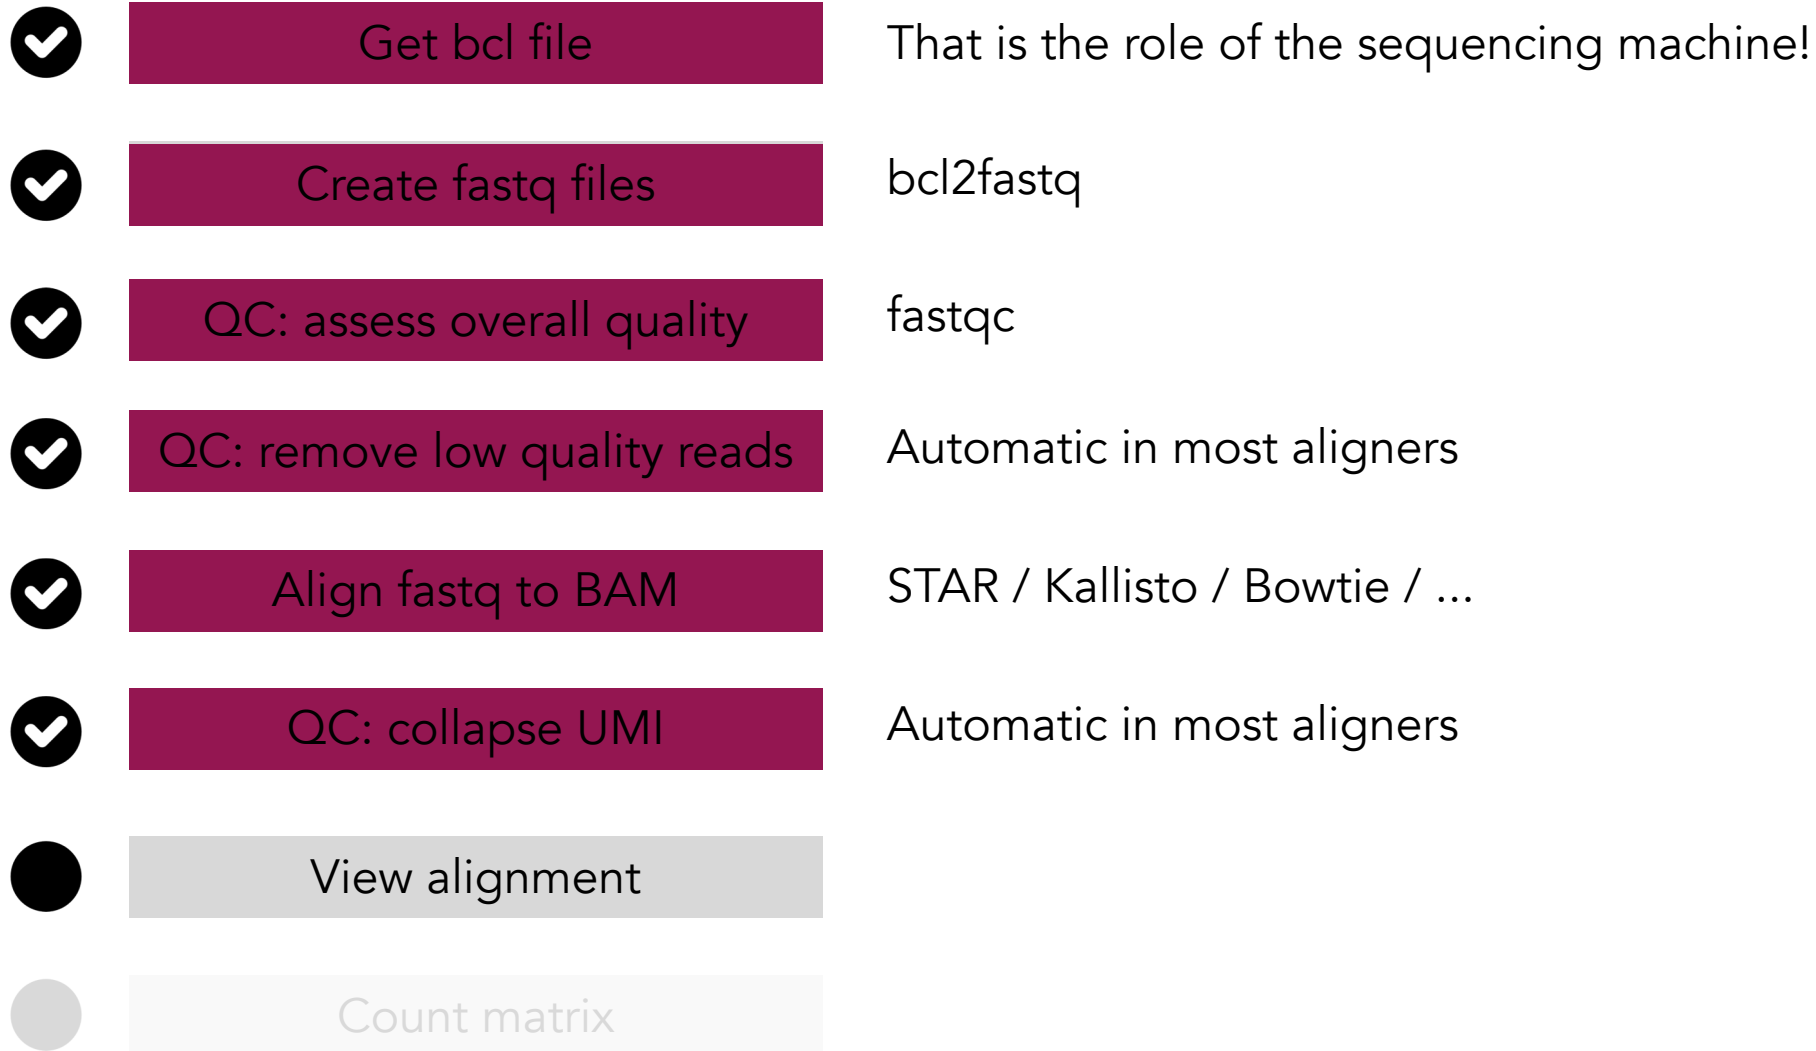 Get bcl file
That is the role of the sequencing machine!
Create fastq files
bcl2fastq
QC: assess overall quality
fastqc
QC: remove low quality reads
Automatic in most aligners
Align fastq to BAM
STAR / Kallisto / Bowtie / ...
QC: collapse UMI
Automatic in most aligners
View alignment
Count matrix